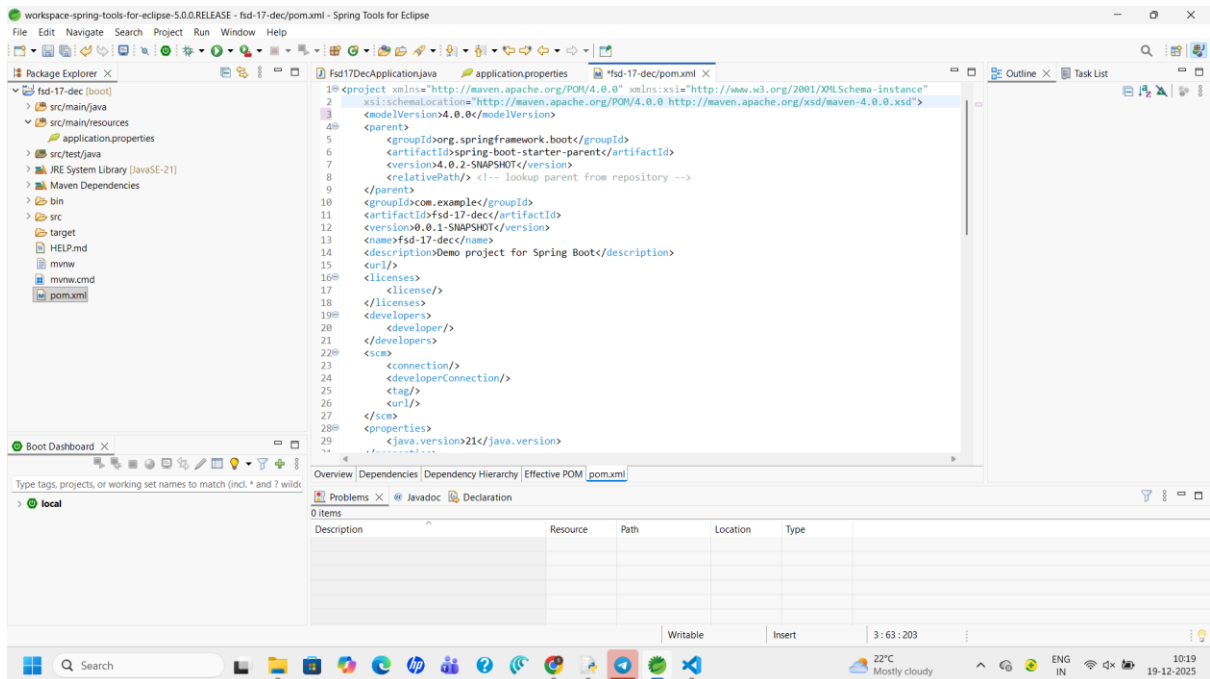 workspace-spring-tools-for-eclipse-5.0.0.RELEASE - fsd-17-dec/pom.xml - Spring Tools for Eclipse
File Edit Navigate Search Project Run Window Help
Package Explorer
fsd-17-dec [boot]
src/main/java
src/main/resources
application.properties
src/test/java
JRE System Library [JavaSE-21]
Maven Dependencies
bin
src
target
HELP.md
mvnw
mvnw.cmd
pom.xml
Boot Dashboard
Type tags, projects, or working set names to match (incl. * and ? wildc
local
Fsd17DecApplication.java application.properties *fsd-17-dec/pom.xml
1 <project xmlns="http://maven.apache.org/POM/4.0.0" xmlns:xsi="http://www.w3.org/2001/XMLSchema-instance"
2 xsi:schemaLocation="http://maven.apache.org/POM/4.0.0 http://maven.apache.org/xsd/maven-4.0.0.xsd">
3 <modelVersion>4.0.0</modelVersion>
4 <parent>
5 <groupId>org.springframework.boot</groupId>
6 <artifactId>spring-boot-starter-parent</artifactId>
7 <version>4.0.2-SNAPSHOT</version>
8 <relativePath/> <!-- lookup parent from repository -->
9 </parent>
10 <groupId>com.example</groupId>
11 <artifactId>fsd-17-dec</artifactId>
12 <version>0.0.1-SNAPSHOT</version>
13 <name>fsd-17-dec</name>
14 <description>Demo project for Spring Boot</description>
15 <url/>
16 <licenses>
17 <license/>
18 </licenses>
19 <developers>
20 <developer/>
21 </developers>
22 <scm>
23 <connection/>
24 <developerConnection/>
25 <tag/>
26 <url/>
27 </scm>
28 <properties>
29 <java.version>21</java.version>
Overview Dependencies Dependency Hierarchy Effective POM pom.xml
Outline Task List
Problems Javadoc Declaration
0 items
Description Resource Path Location Type
Writable Insert 3 : 63 : 203
Search
22°C
Mostly cloudy
ENG
IN
10:19
19-12-2025